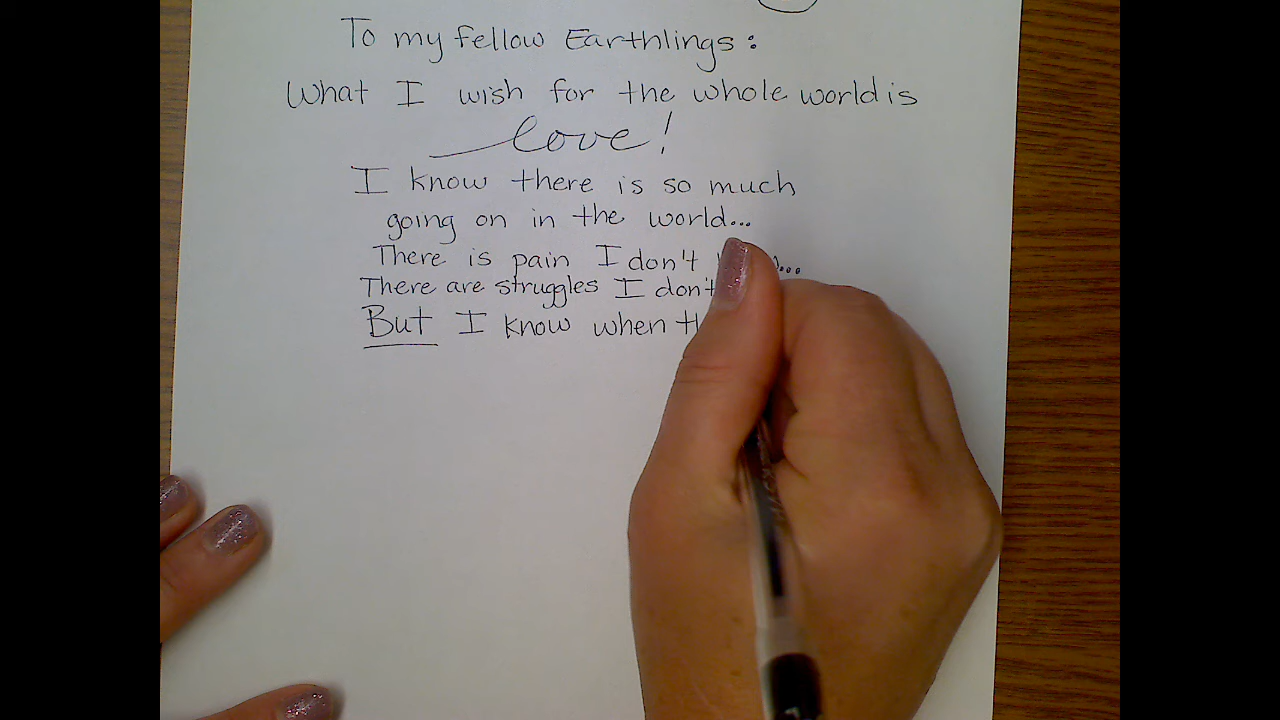 To my fellow Earthlings:
What I wish for the whole world is
love!
I know there is so much
going on in the world...
There is pain I don't ...
There are struggles I don't
But I know when